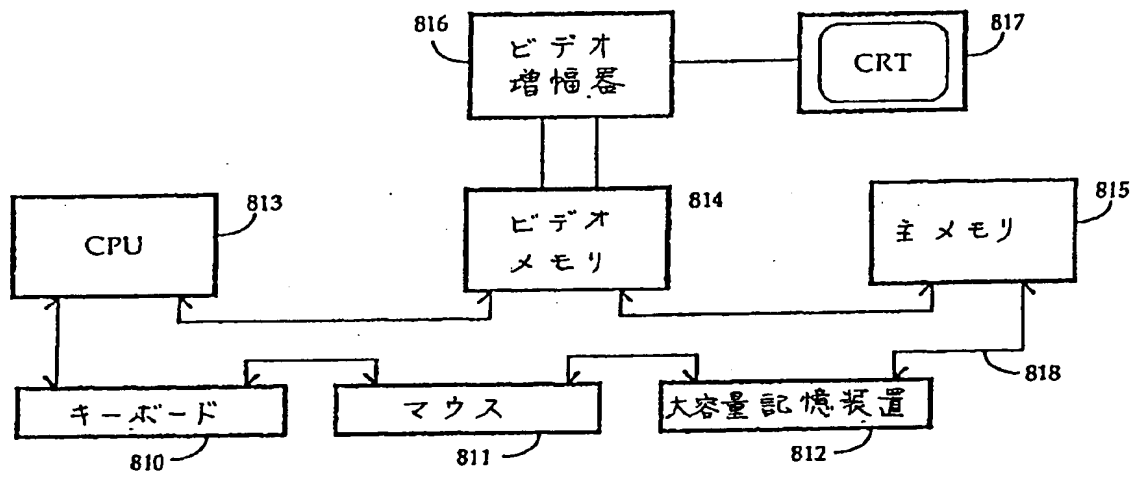 816
ビデオ
増幅器
CRT
817
813
CPU
ビデオ
メモリ
814
主メモリ
815
818
キーボード
810
マウス
811
大容量記憶装置
812